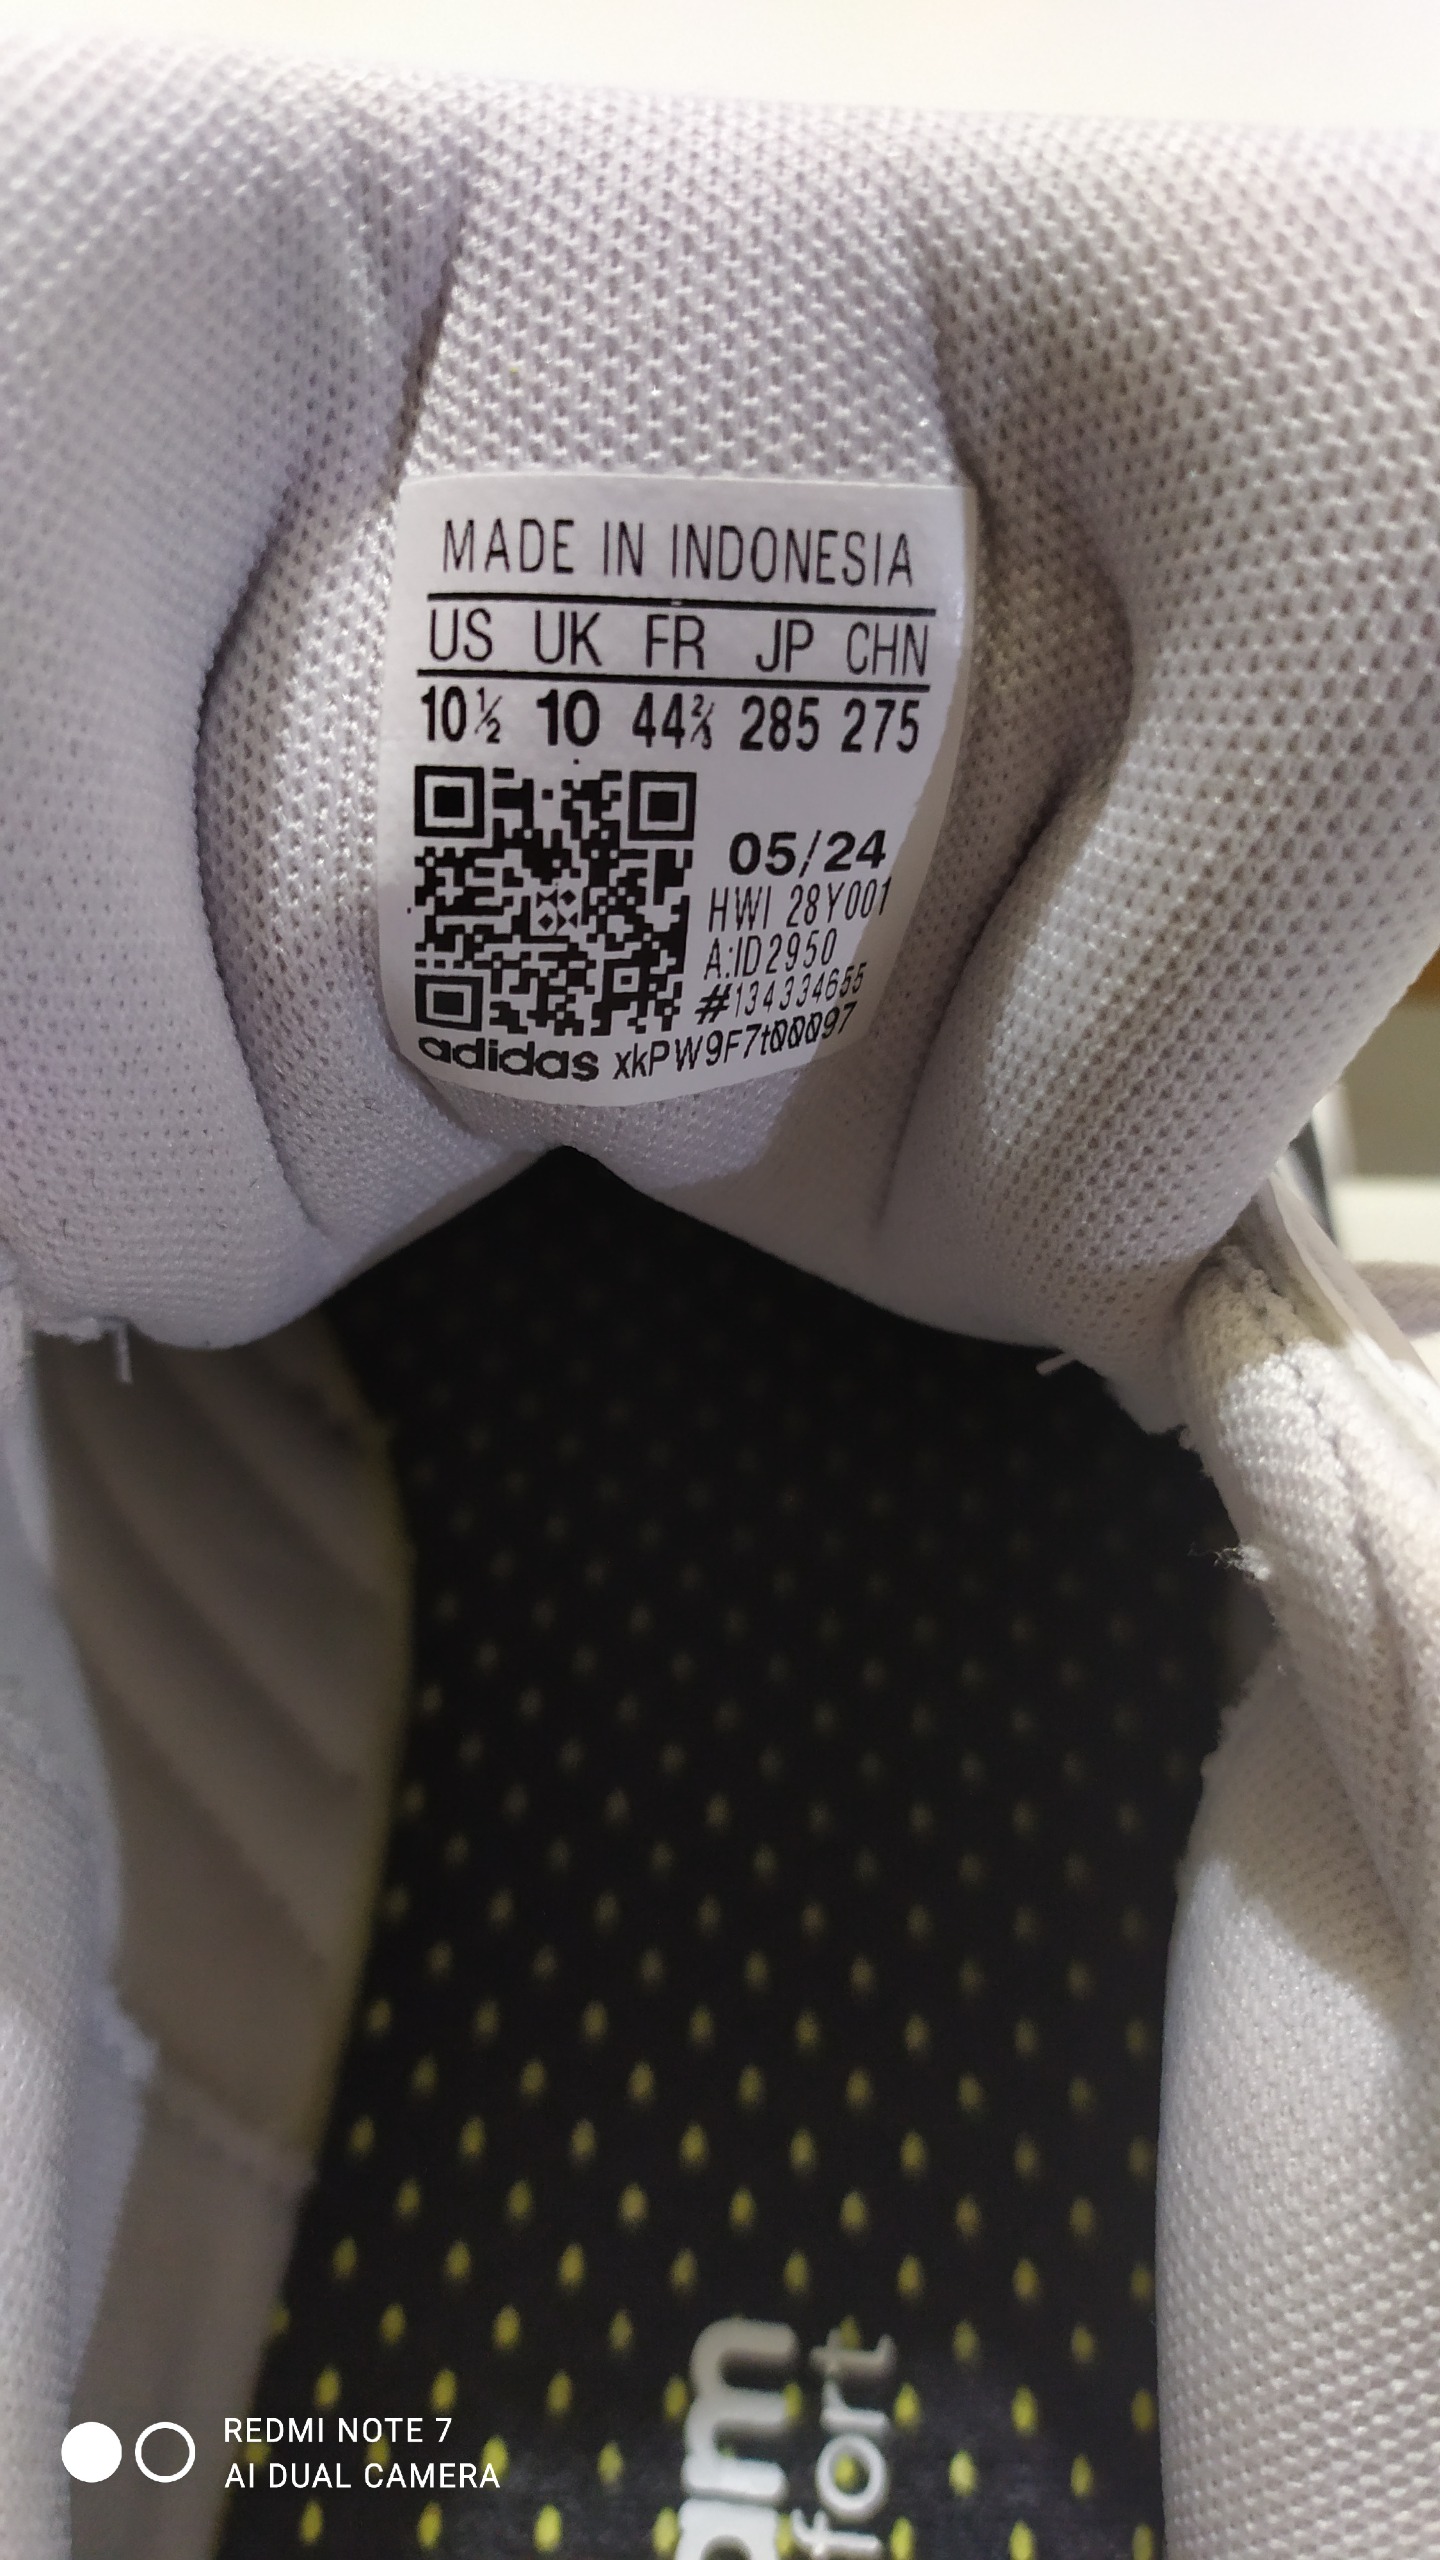 MADE IN INDONESIA
US UK FR JP CHN
10½ 10 44⅔ 285 275
05/24
HWI 28Y001
A:ID2950
#134334655
adidas xkPW9F7t00097
REDMI NOTE 7
AI DUAL CAMERA